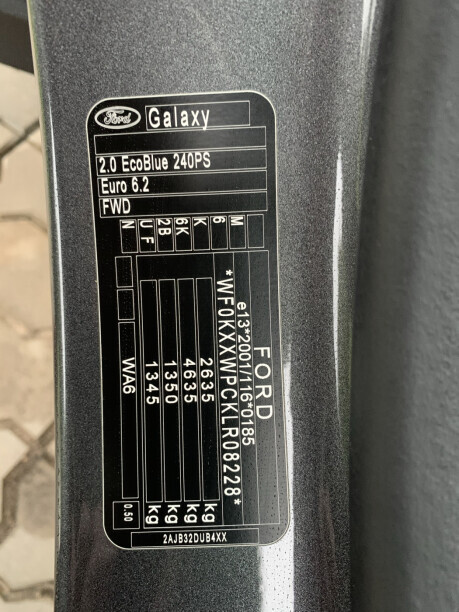 Ford
Galaxy
2.0 EcoBlue 240PS
Euro 6.2
FWD
M
6
K
6K
2B
U F
N
FORD
e13*2001/116*0185
*WF0KXXWPCKLR08228*
2635 kg
4635 kg
1350 kg
1345 kg
WA6
0.50
2AJB32DUB4XX